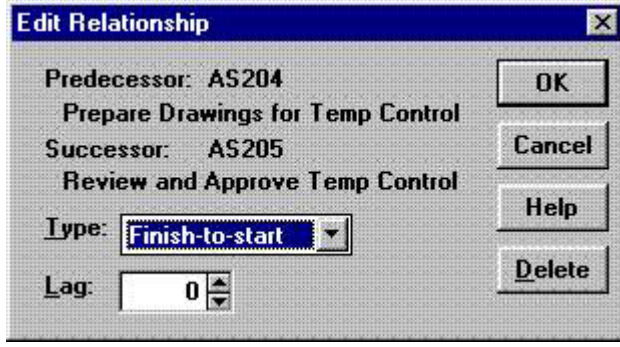 Edit Relationship
Predecessor: AS204
Prepare Drawings for Temp Control
Successor: AS205
Review and Approve Temp Control
Type: Finish-to-start
Lag: 0
OK
Cancel
Help
Delete